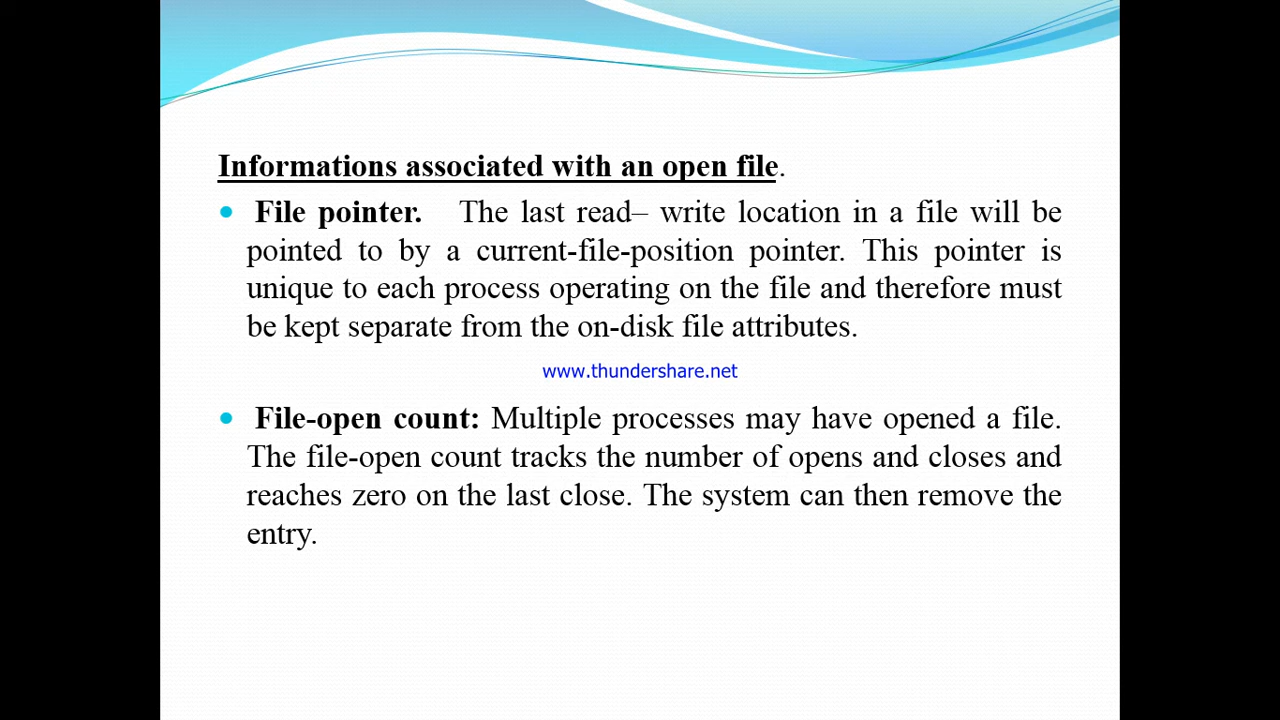 Informations associated with an open file.
• File pointer. The last read– write location in a file will be
pointed to by a current-file-position pointer. This pointer is
unique to each process operating on the file and therefore must
be kept separate from the on-disk file attributes.
www.thundershare.net
• File-open count: Multiple processes may have opened a file.
The file-open count tracks the number of opens and closes and
reaches zero on the last close. The system can then remove the
entry.